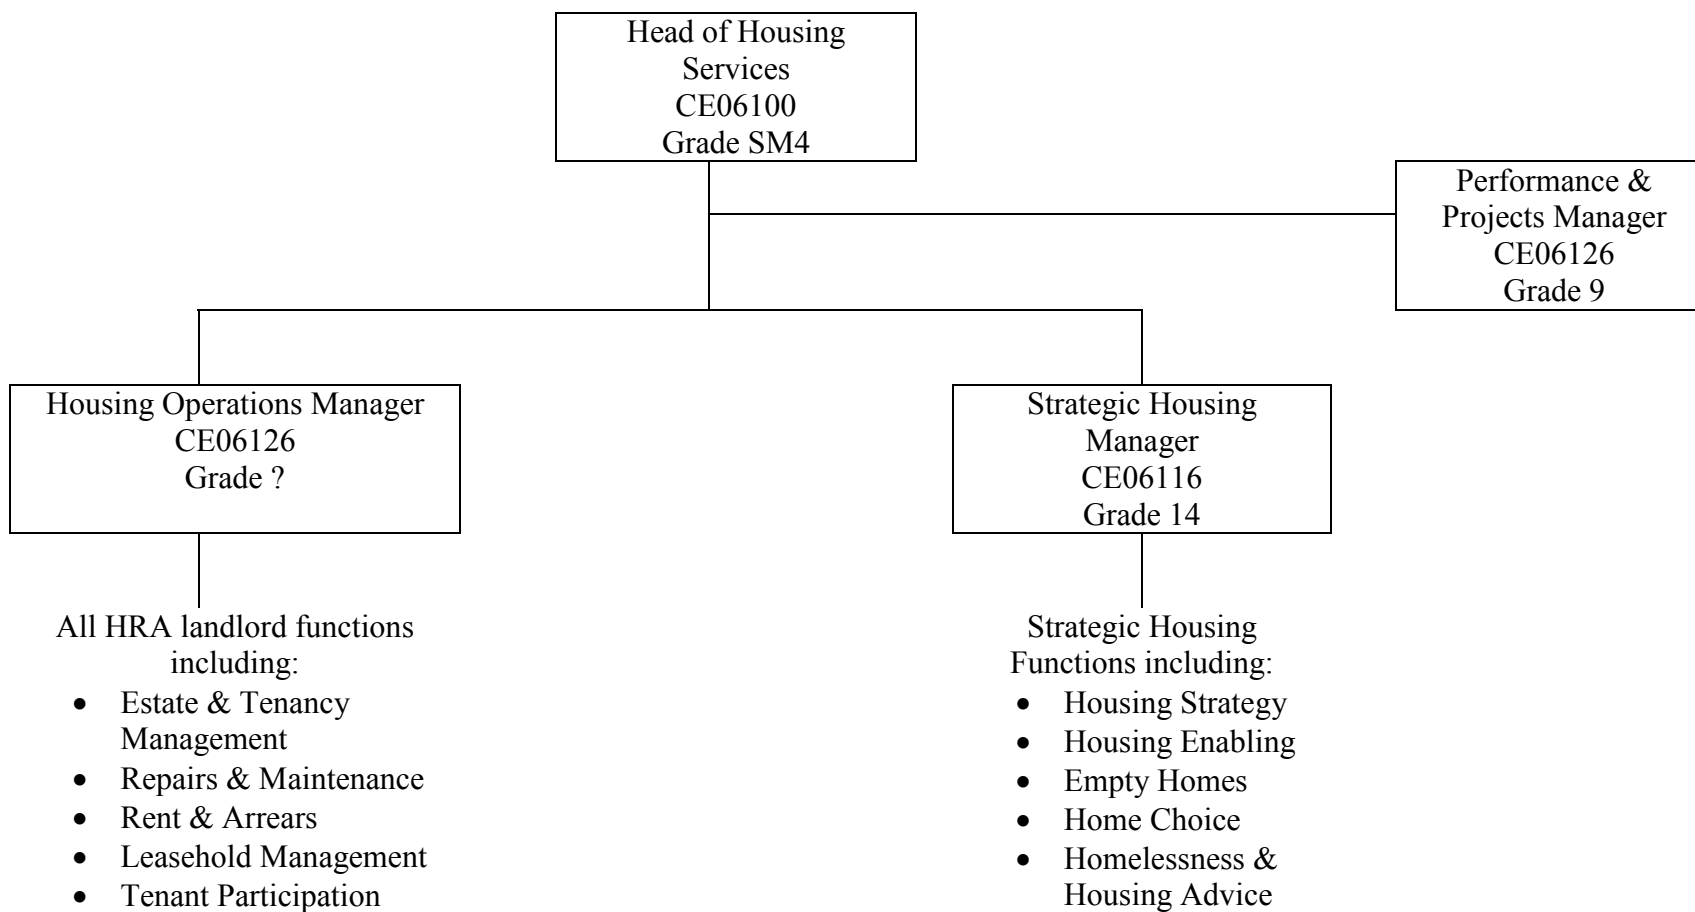 Head of Housing
Services
CE06100
Grade SM4
Performance &
Projects Manager
CE06126
Grade 9
Housing Operations Manager
CE06126
Grade ?
Strategic Housing
Manager
CE06116
Grade 14
All HRA landlord functions
including:
• Estate & Tenancy
Management
• Repairs & Maintenance
• Rent & Arrears
• Leasehold Management
• Tenant Participation
Strategic Housing
Functions including:
• Housing Strategy
• Housing Enabling
• Empty Homes
• Home Choice
• Homelessness &
Housing Advice